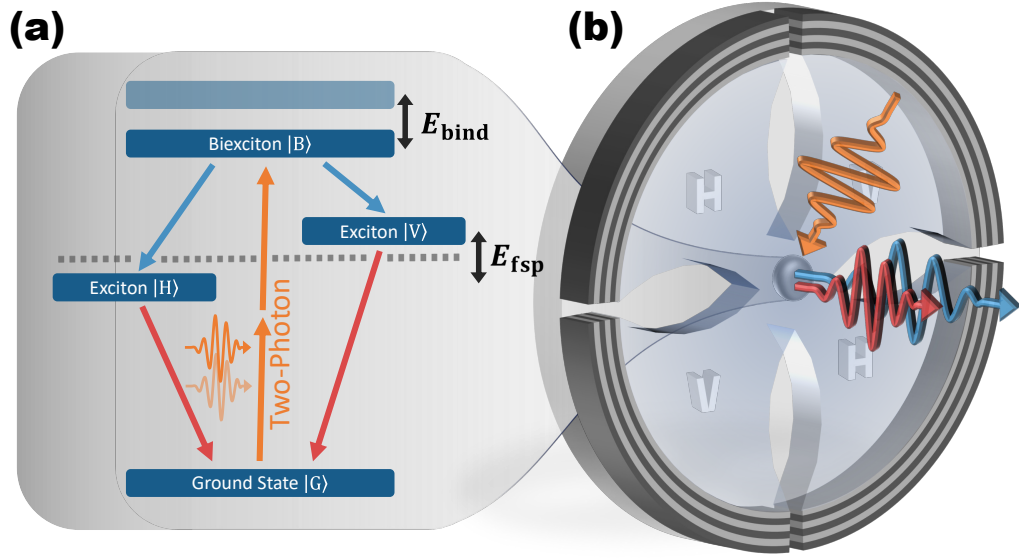 (a)
(b)
E_bind
Biexciton |B⟩
Exciton |V⟩
E_fsp
Exciton |H⟩
Two-Photon
Ground State |G⟩
H
V
V
H